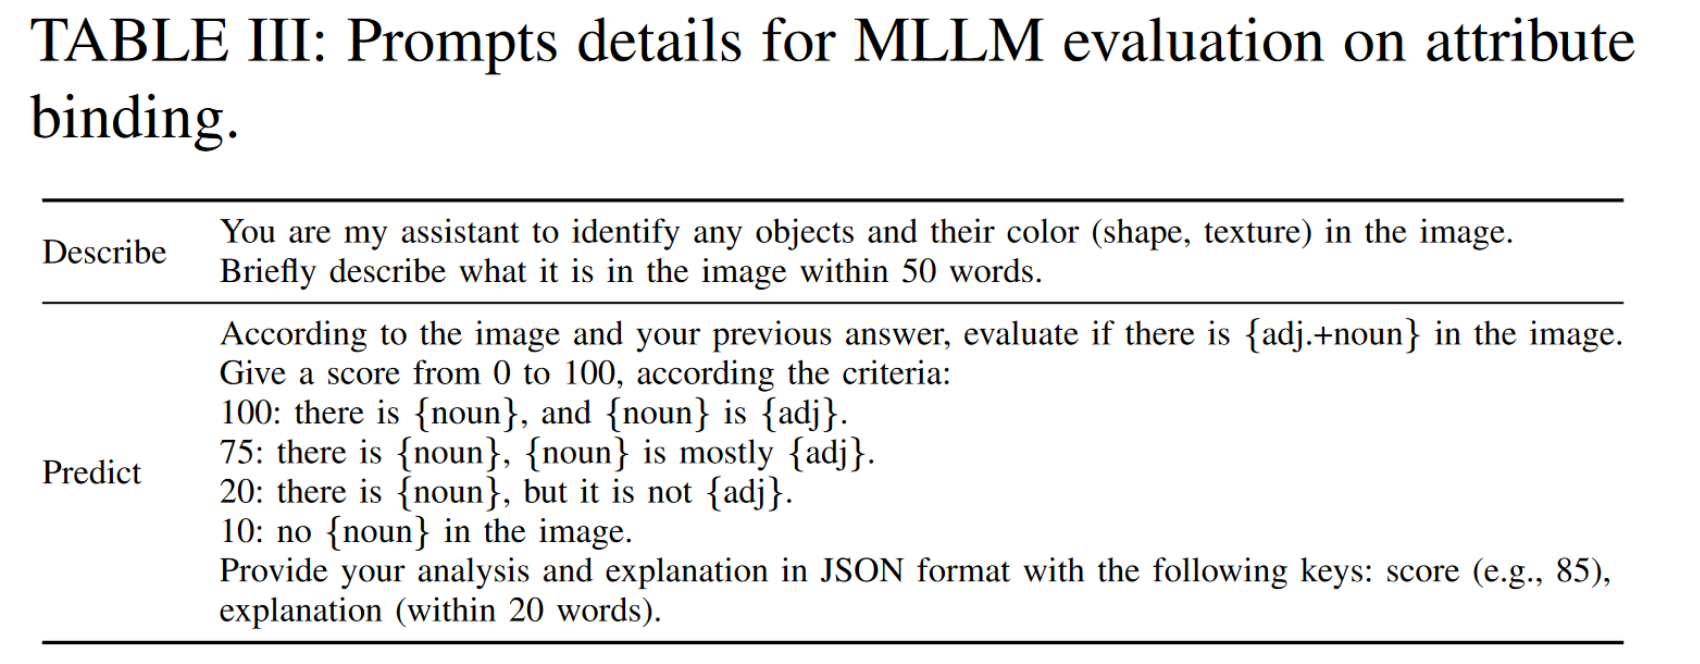 TABLE III: Prompts details for MLLM evaluation on attribute
binding.
Describe
You are my assistant to identify any objects and their color (shape, texture) in the image.
Briefly describe what it is in the image within 50 words.
Predict
According to the image and your previous answer, evaluate if there is {adj.+noun} in the image.
Give a score from 0 to 100, according the criteria:
100: there is {noun}, and {noun} is {adj}.
75: there is {noun}, {noun} is mostly {adj}.
20: there is {noun}, but it is not {adj}.
10: no {noun} in the image.
Provide your analysis and explanation in JSON format with the following keys: score (e.g., 85),
explanation (within 20 words).